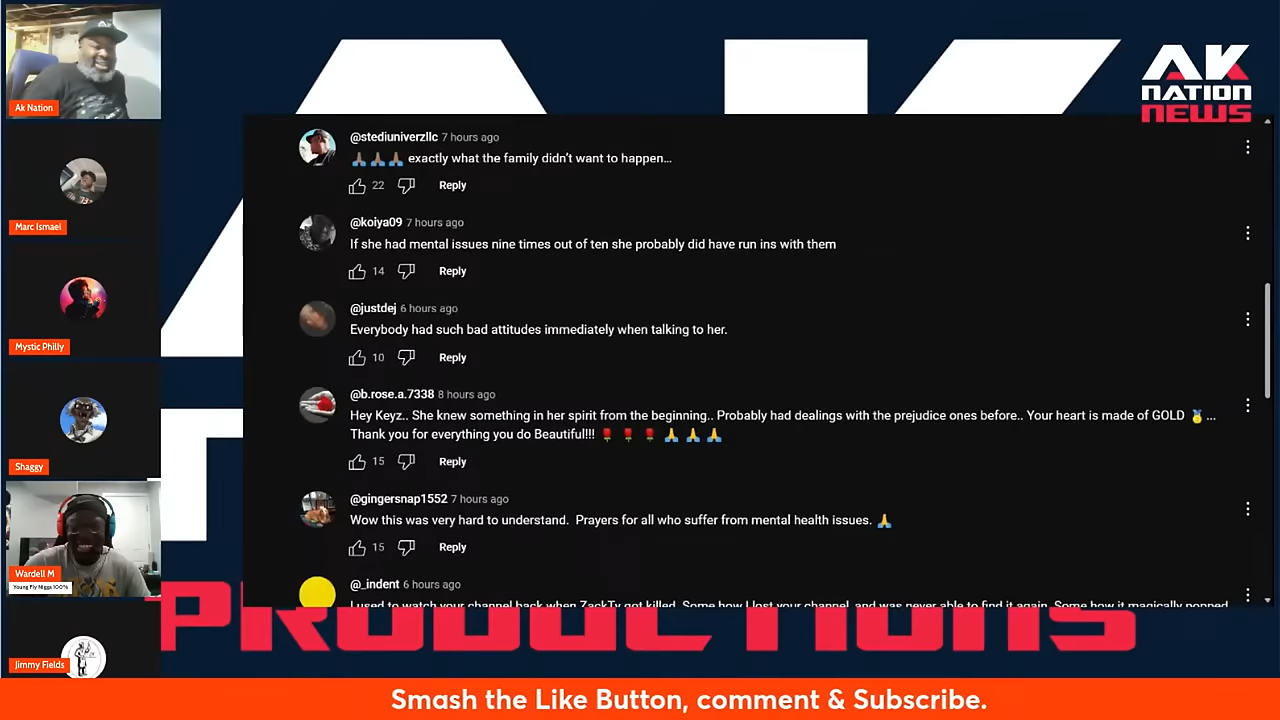 AK
NATION
NEWS
Ak Nation
Marc Ismael
Mystic Philly
Shaggy
Wardell M
Young Fly Nigga 100%
Jimmy Fields
@stediuniverzllc 7 hours ago
🙏🏽🙏🏽🙏🏽 exactly what the family didn't want to happen...
22 Reply
@koiya09 7 hours ago
If she had mental issues nine times out of ten she probably did have run ins with them
14 Reply
@justdej 6 hours ago
Everybody had such bad attitudes immediately when talking to her.
10 Reply
@b.rose.a.7338 8 hours ago
Hey Keyz.. She knew something in her spirit from the beginning.. Probably had dealings with the prejudice ones before.. Your heart is made of GOLD 🏅...
Thank you for everything you do Beautiful!!! 🌹 🌹 🌹 🙏 🙏 🙏
15 Reply
@gingersnap1552 7 hours ago
Wow this was very hard to understand. Prayers for all who suffer from mental health issues. 🙏
15 Reply
@_indent 6 hours ago
I used to watch your channel back when ZackTv got killed. Some how I lost your channel and was never able to find it again. Some how it magically popped
PRODUCTIONS
Smash the Like Button, comment & Subscribe.